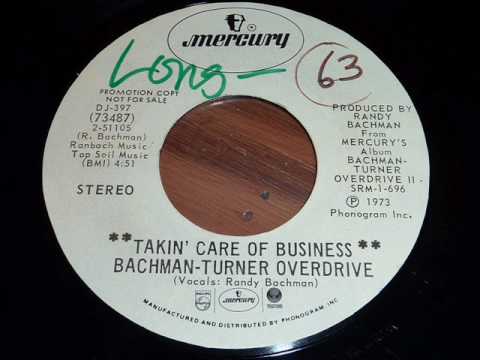 mercury
Long -
63
PROMOTION COPY
NOT FOR SALE
DJ-397
(73487)
2-51105
(R. Bachman)
Ranbach Music
Top Soil Music
(BMI) 4:51
STEREO
PRODUCED BY
RANDY
BACHMAN
From
MERCURY'S
Album
BACHMAN-
TURNER
OVERDRIVE II -
SRM-1-696
Ⓟ 1973
Phonogram Inc.
**TAKIN' CARE OF BUSINESS**
BACHMAN-TURNER OVERDRIVE
(Vocals: Randy Bachman)
PHILIPS
mercury
MANUFACTURED AND DISTRIBUTED BY PHONOGRAM, INC